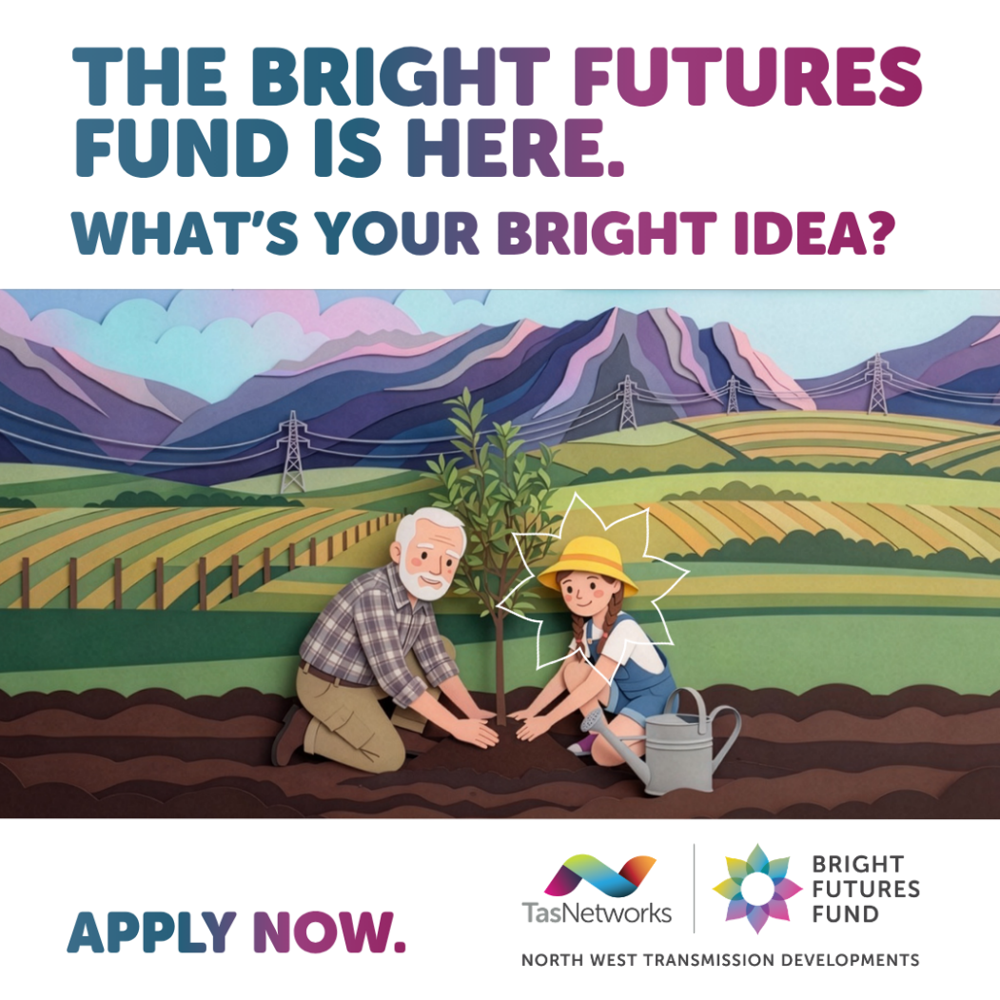 THE BRIGHT FUTURES
FUND IS HERE.
WHAT'S YOUR BRIGHT IDEA?
APPLY NOW.
TasNetworks
BRIGHT
FUTURES
FUND
NORTH WEST TRANSMISSION DEVELOPMENTS